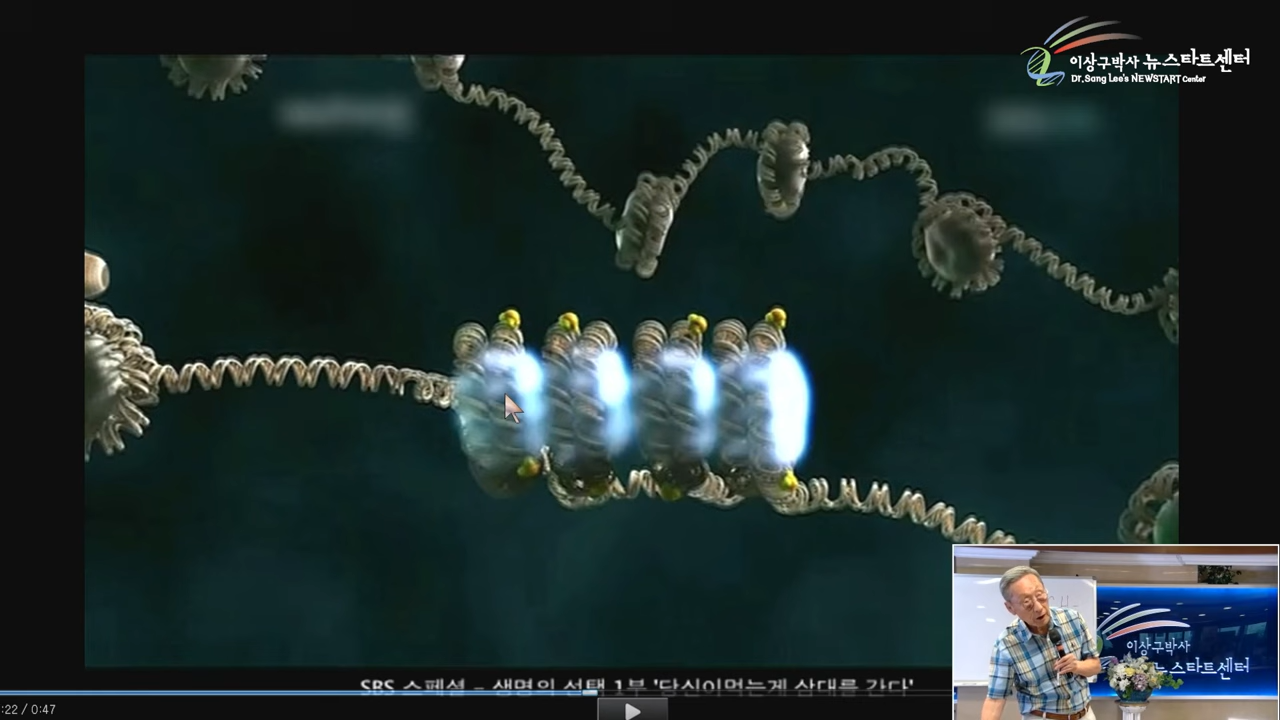 이상구박사 뉴스타트센터
Dr. Sang Lee's NEWSTART Center
SBS 스페셜 - 생명의 선택 1부 '당신이먹는게 삼대를 간다'
:22 / 0:47
이상구박사
뉴스타트센터